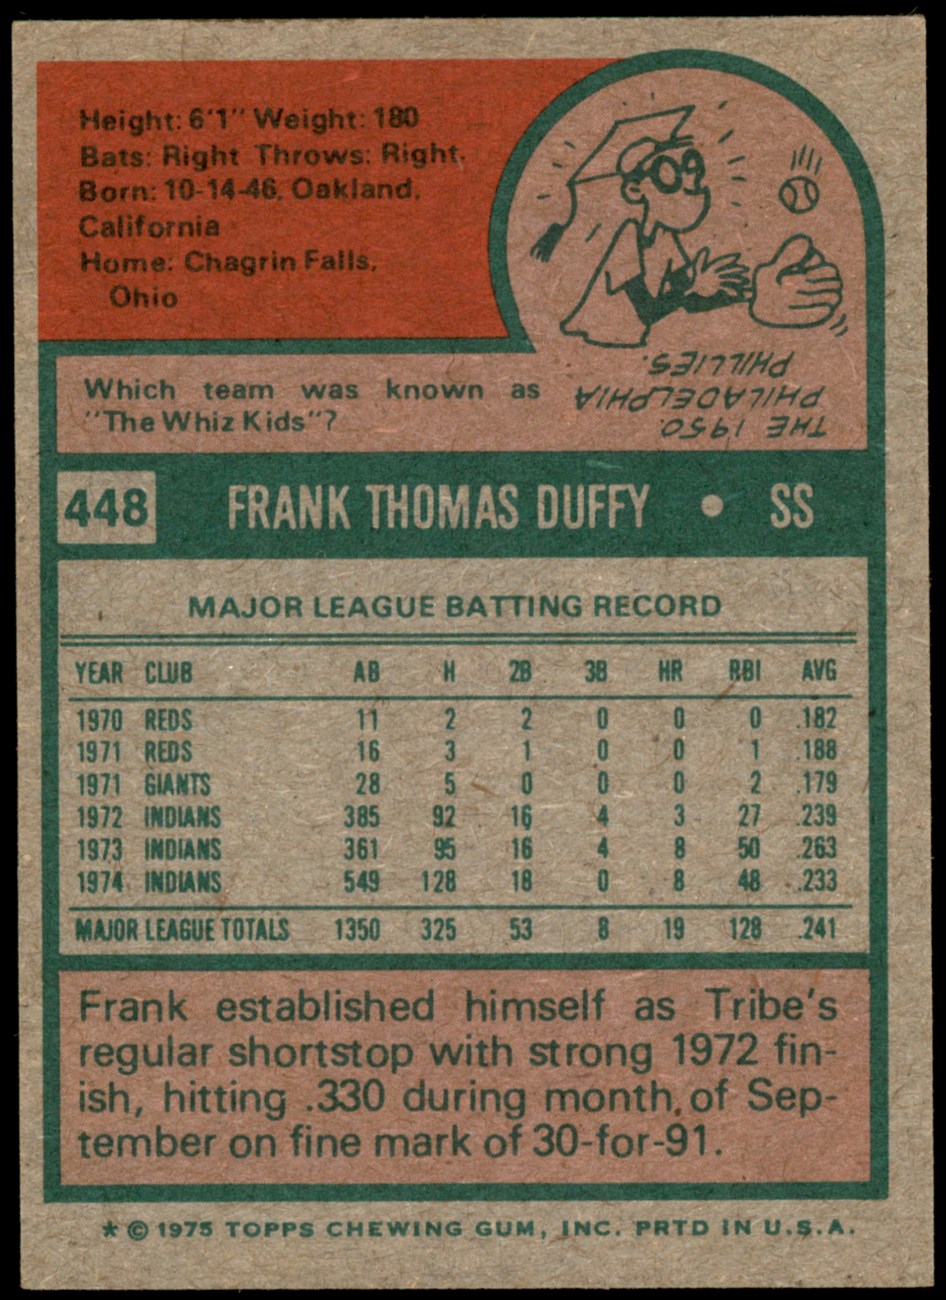 Height: 6'1" Weight: 180
Bats: Right Throws: Right.
Born: 10-14-46, Oakland,
California
Home: Chagrin Falls,
Ohio
Which team was known as
"The Whiz Kids"?
THE 1950
PHILADELPHIA
PHILLIES.
448 FRANK THOMAS DUFFY • SS
MAJOR LEAGUE BATTING RECORD
YEAR CLUB AB H 2B 3B HR RBI AVG
1970 REDS 11 2 2 0 0 0 .182
1971 REDS 16 3 1 0 0 1 .188
1971 GIANTS 28 5 0 0 0 2 .179
1972 INDIANS 385 92 16 4 3 27 .239
1973 INDIANS 361 95 16 4 8 50 .263
1974 INDIANS 549 128 18 0 8 48 .233
MAJOR LEAGUE TOTALS 1350 325 53 8 19 128 .241
Frank established himself as Tribe's
regular shortstop with strong 1972 fin-
ish, hitting .330 during month of Sep-
tember on fine mark of 30-for-91.
* © 1975 TOPPS CHEWING GUM, INC. PRTD IN U.S.A.